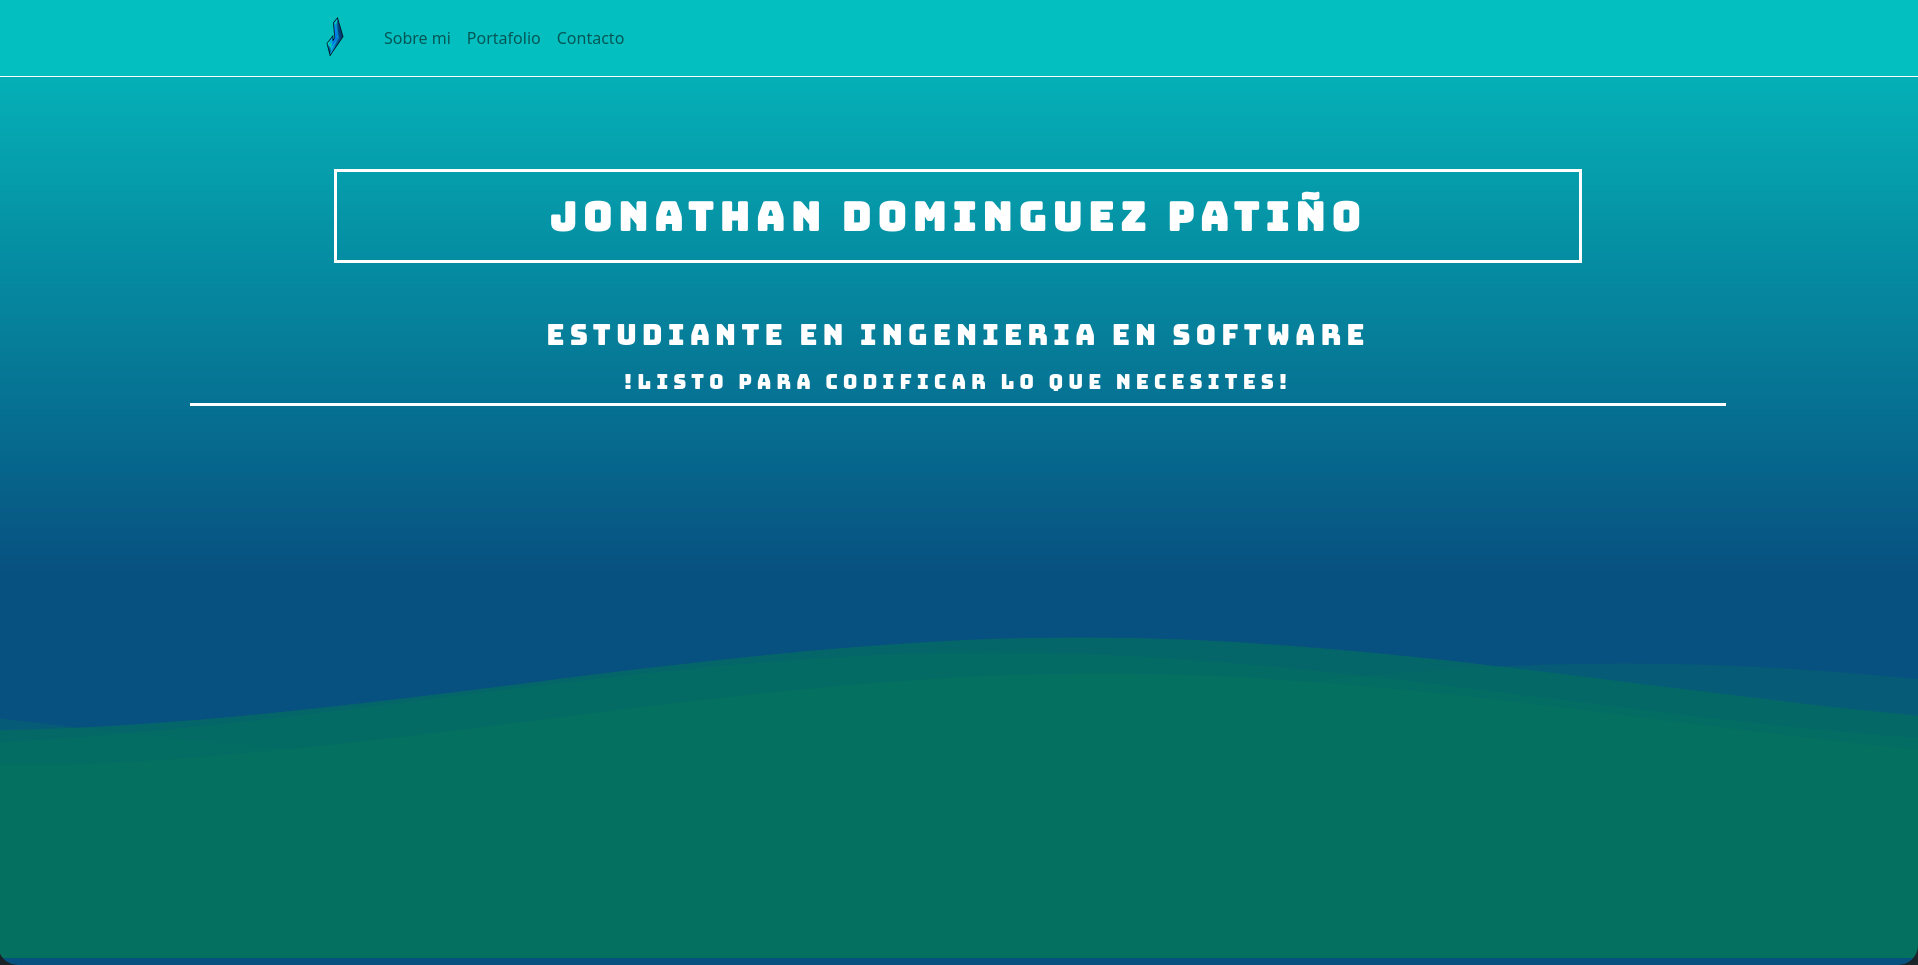 Sobre mi Portafolio Contacto
JONATHAN DOMINGUEZ PATIÑO
ESTUDIANTE EN INGENIERIA EN SOFTWARE
!LISTO PARA CODIFICAR LO QUE NECESITES!